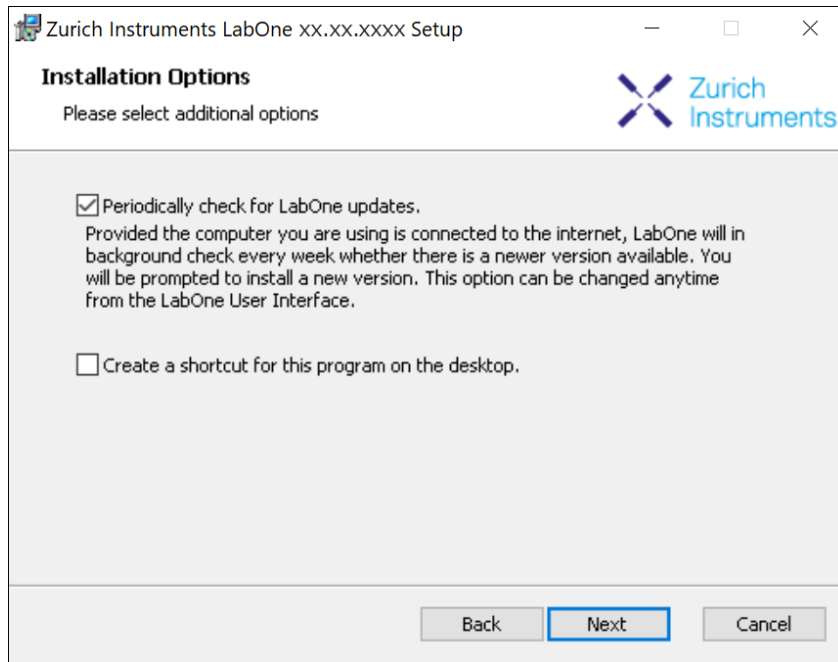 Zurich Instruments LabOne xx.xx.xxxx Setup
Installation Options
Please select additional options
Zurich
Instruments
Periodically check for LabOne updates.
Provided the computer you are using is connected to the internet, LabOne will in
background check every week whether there is a newer version available. You
will be prompted to install a new version. This option can be changed anytime
from the LabOne User Interface.
Create a shortcut for this program on the desktop.
Back
Next
Cancel